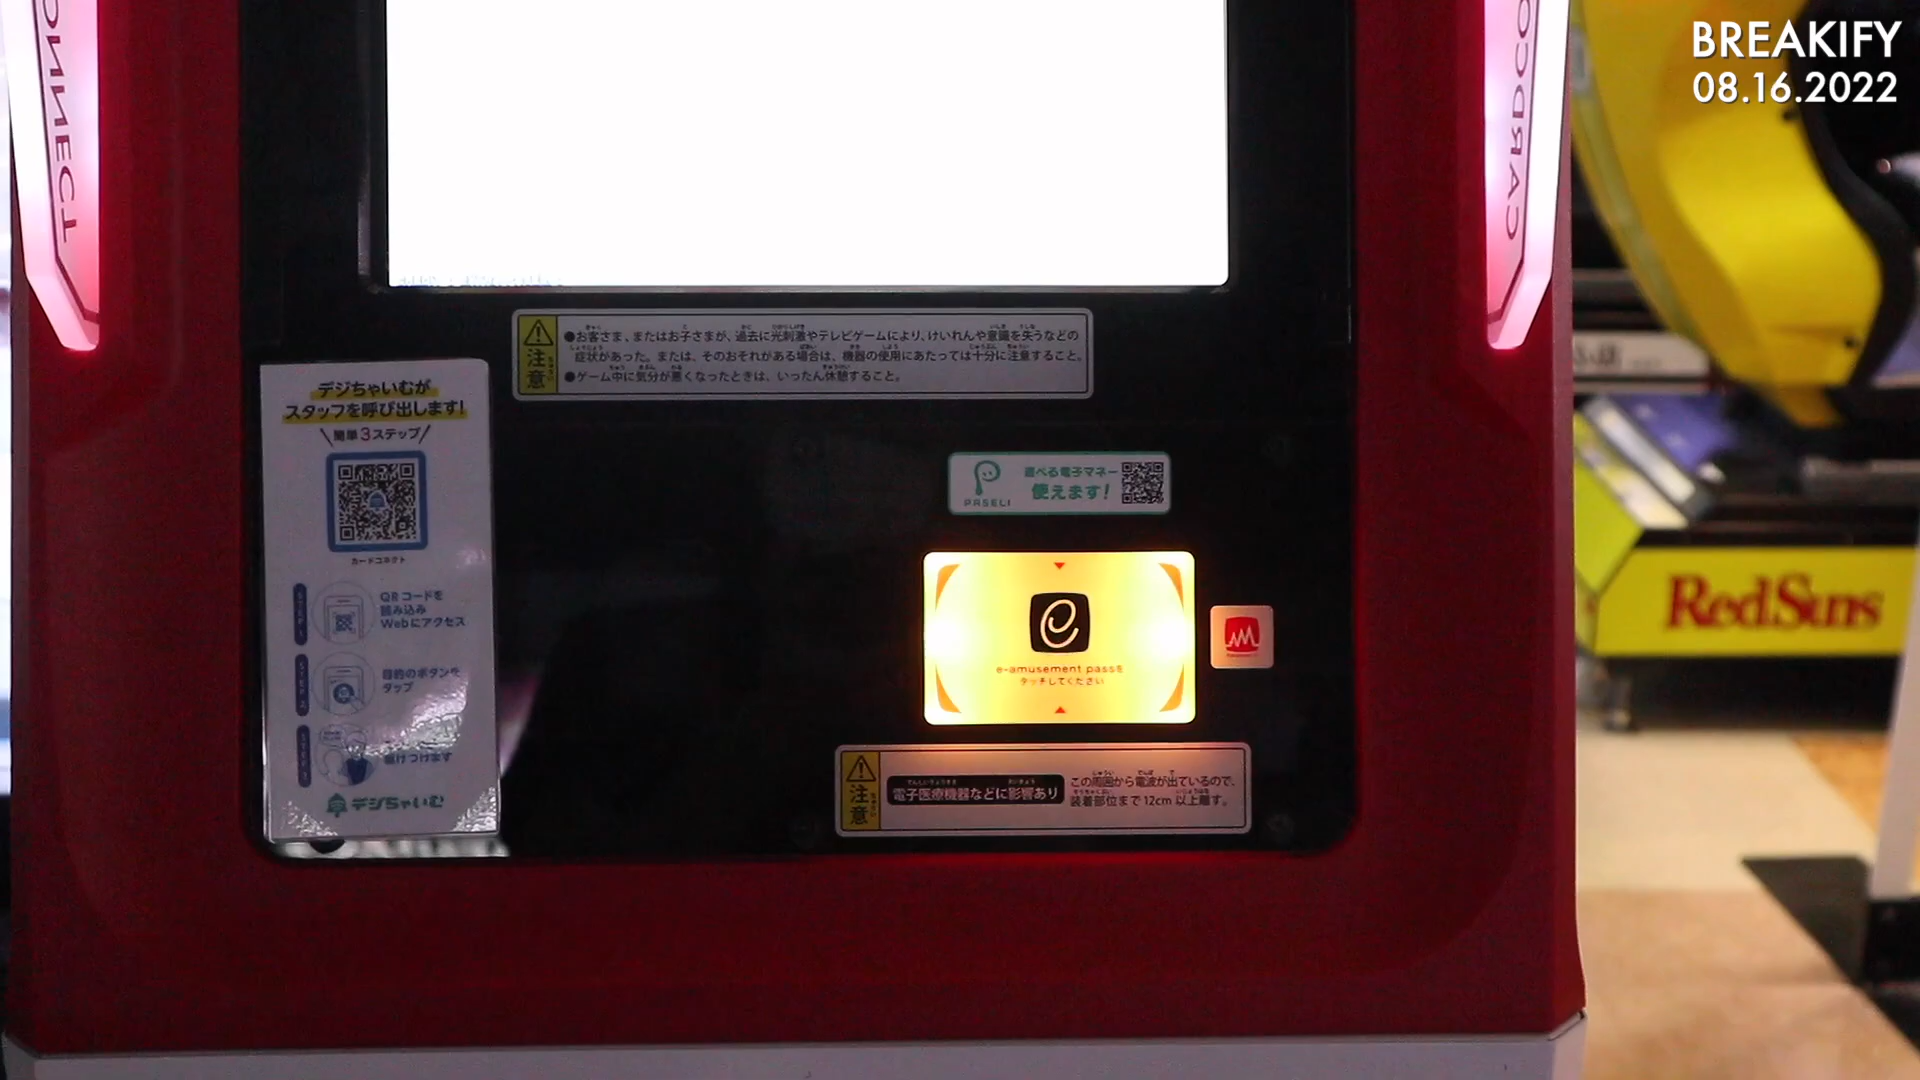 BREAKIFY
08.16.2022
CONNECT
CARDCO
注意
●お客さま、またはお子さまが、過去に光刺激やテレビゲームにより、けいれんや意識を失うなどの
症状があった。または、そのおそれがある場合は、機器の使用にあたっては十分に注意すること。
●ゲーム中に気分が悪くなったときは、いったん休憩すること。
デジちゃいむが
スタッフを呼び出します!
簡単3ステップ
カードコネクト
STEP 1
QRコードを
読み込み
Webにアクセス
STEP 2
目的のボタンを
タップ
駆けつけます
デジちゃいむ
PASELI
遊べる電子マネー
使えます!
e-amusement passを
タッチしてください
注意
電子医療機器などに影響あり
この周囲から電波が出ているので、
装着部位まで12cm以上離す。
RedSuns